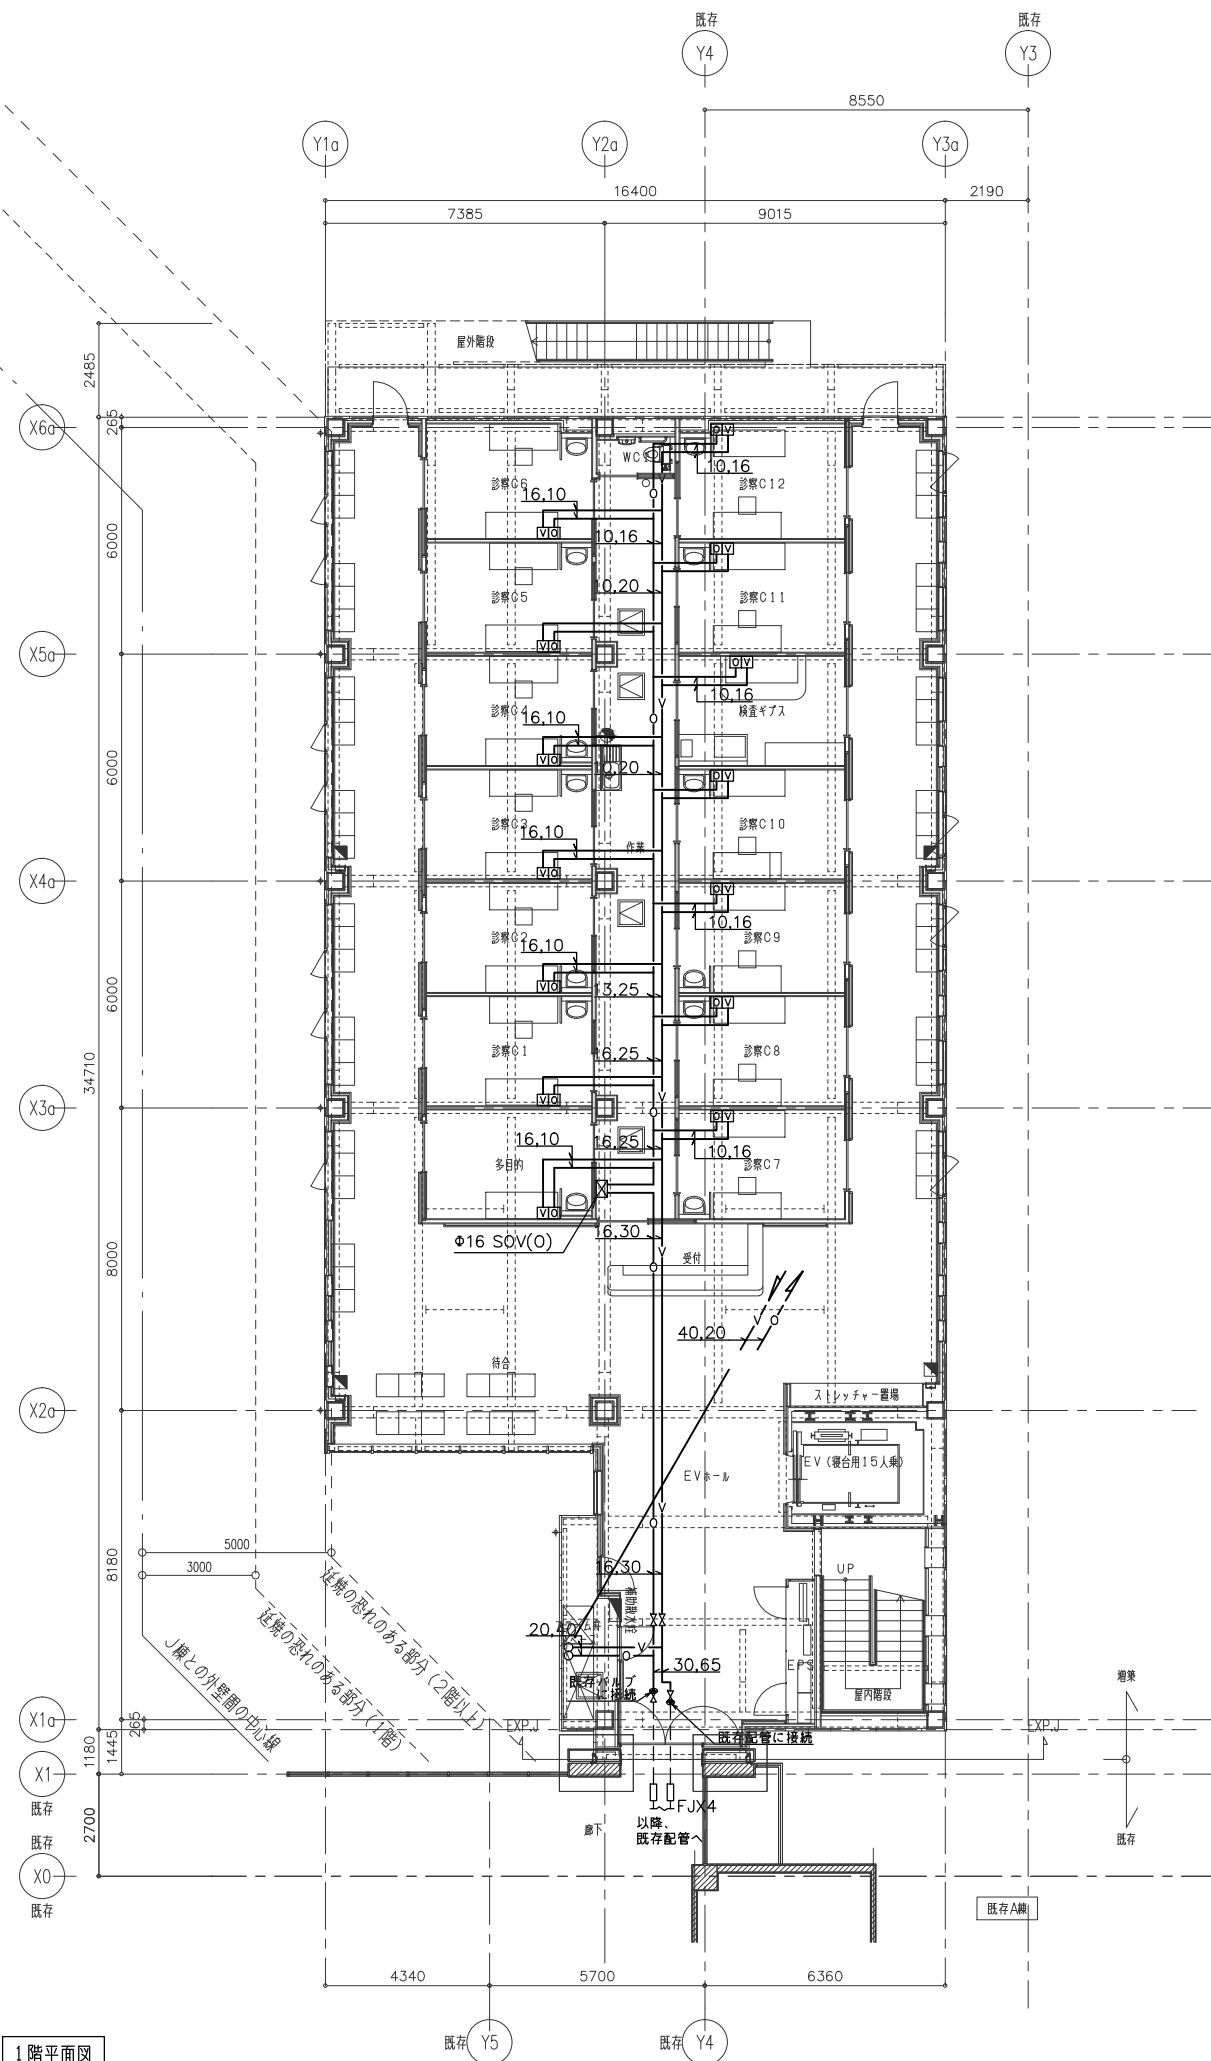 既存
既存
Y4
Y3
8550
Y1a
Y2a
Y3a
16400
2190
7385
9015
屋外階段
2485
X6a
265
WC
診察C6
診察C12
10,16
16,10
10,16
6000
10,20
診察C5
診察C11
X5a
診察C4
検査ギプス
10,16
16,10
6000
診察C3
診察C10
16,10
作業
X4a
診察C2
診察C9
10,16
16,10
6000
13,25
診察C1
診察C8
16,25
34710
X3a
16,10
16,25
10,16
多目的
診察C7
Φ16 SOV(O)
16,30
受付
8000
V O
40,20
待合
ストレッチャー置場
X2a
EVホール
EV(寝台用15人乗)
5000
3000
8180
16,30
UP
補助散水栓
延焼の恐れのある部分(2階以上)
延焼の恐れのある部分(1階)
J棟との外壁間の中心線
20,40
30,65
EPS
既存バルブ
に接続
屋内階段
増築
X1a
265
EXP.J
既存配管に接続
EXP.J
1180
1445
X1
既存
FJX4
以降、
既存配管へ
廊下
既存
既存
2700
X0
既存
既存A棟
4340
5700
6360
既存
Y5
既存
Y4
1階平面図